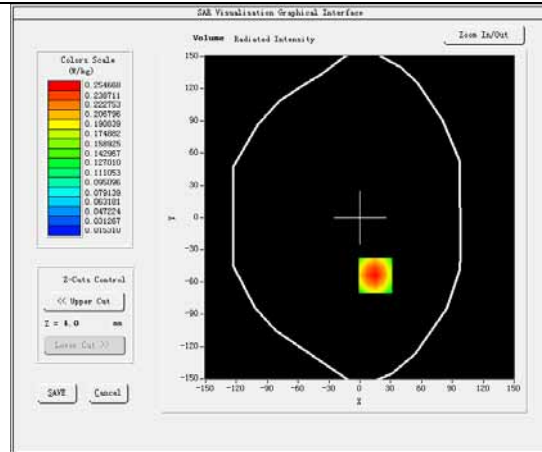 SAR Visualisation Graphical Interface
Volume Radiated Intensity
Zoom In/Out
Colors Scale
(W/kg)
0.254668
0.238711
0.222753
0.206796
0.190839
0.174882
0.158925
0.142967
0.127010
0.111053
0.095096
0.079139
0.063181
0.047224
0.031267
0.015310
Z-Cuts Control
<< Upper Cut
Z = 4.0 mm
Lower Cut >>
SAVE
Cancel
150
120
90
60
30
0
-30
-60
-90
-120
-150
Y
-150 -120 -90 -60 -30 0 30 60 90 120 150
X